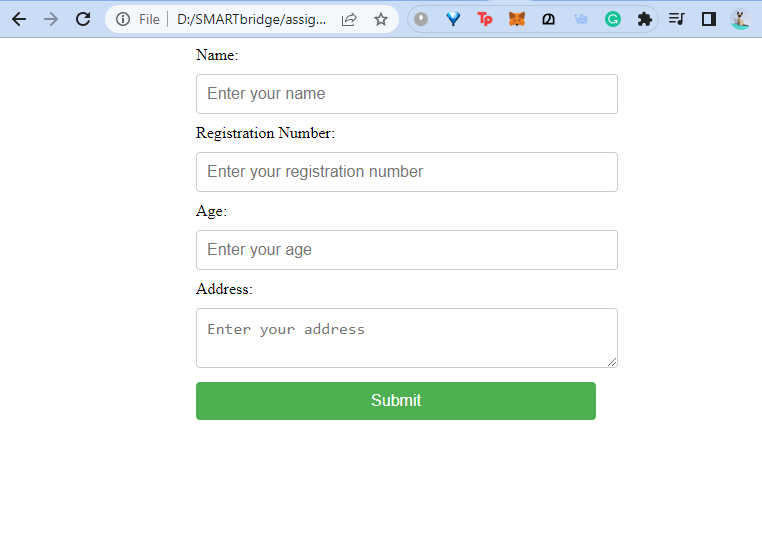 File D:/SMARTbridge/assig...
Name:
Enter your name
Registration Number:
Enter your registration number
Age:
Enter your age
Address:
Enter your address
Submit